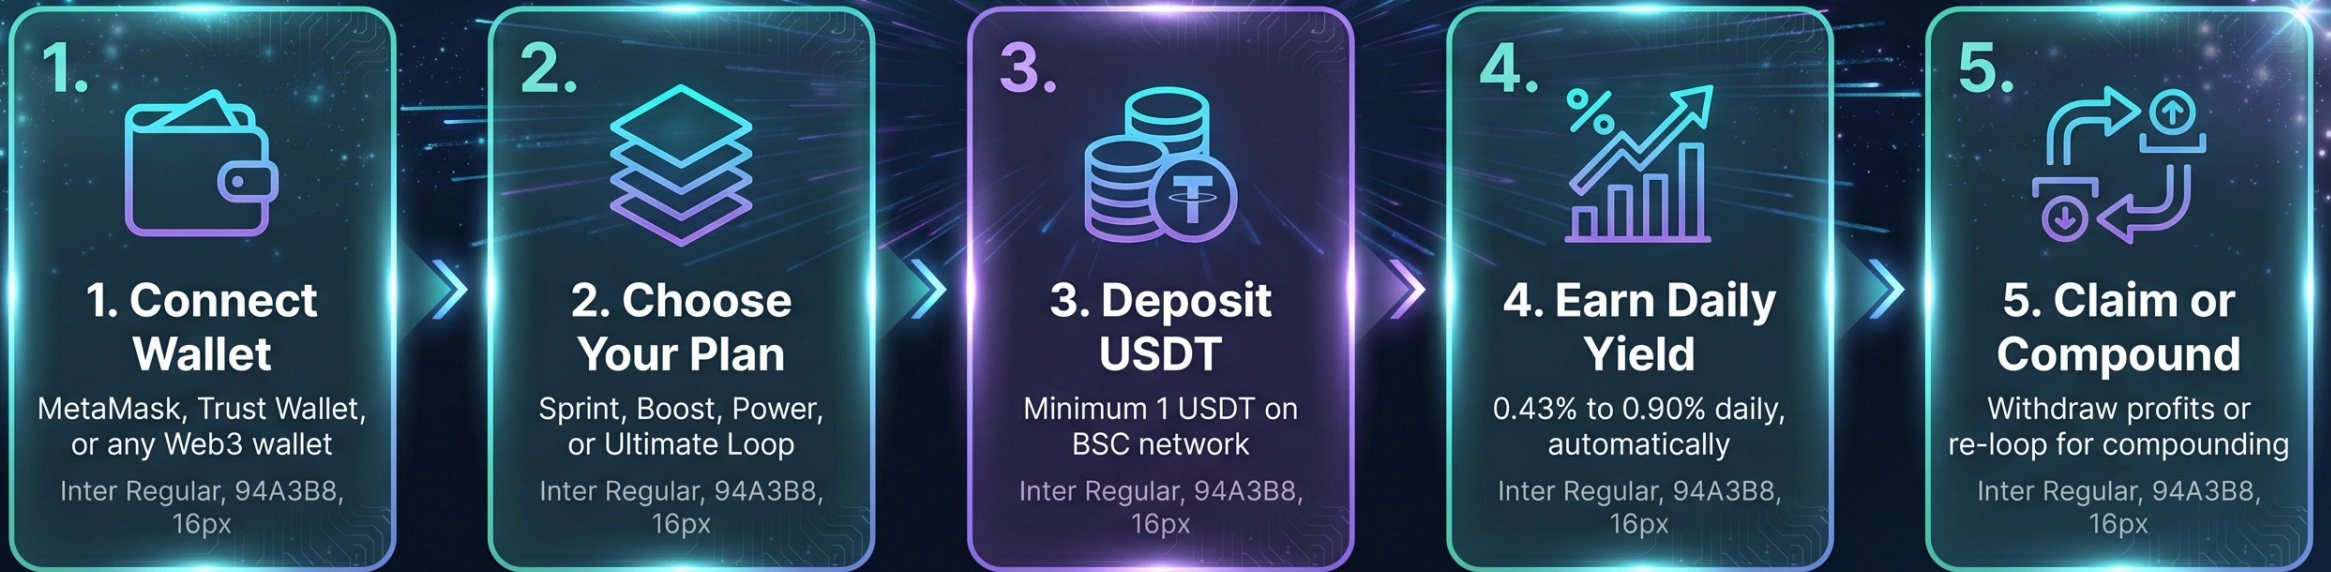 1.
1. Connect
Wallet
MetaMask, Trust Wallet,
or any Web3 wallet
Inter Regular, 94A3B8,
16px
2.
2. Choose
Your Plan
Sprint, Boost, Power,
or Ultimate Loop
Inter Regular, 94A3B8,
16px
3.
3. Deposit
USDT
Minimum 1 USDT on
BSC network
Inter Regular, 94A3B8,
16px
4.
%
4. Earn Daily
Yield
0.43% to 0.90% daily,
automatically
Inter Regular, 94A3B8,
16px
5.
5. Claim or
Compound
Withdraw profits or
re-loop for compounding
Inter Regular, 94A3B8,
16px